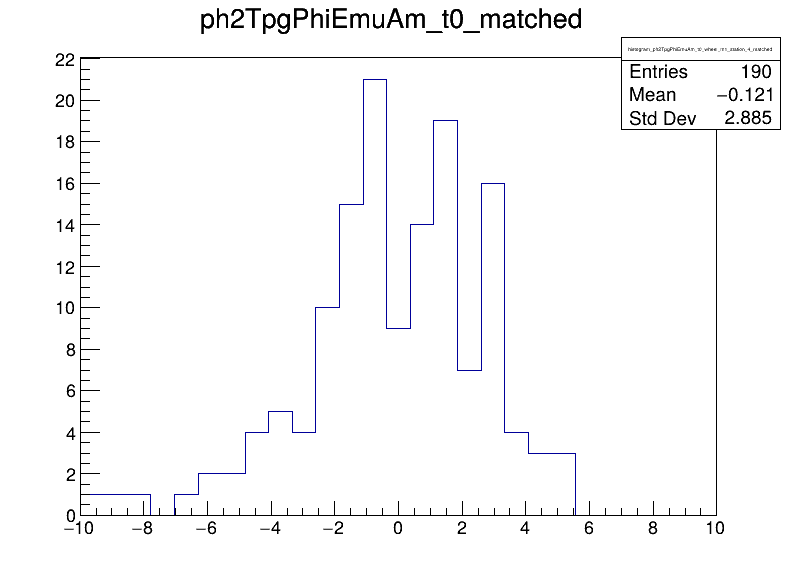 ph2TpgPhiEmuAm_t0_matched
histogram_ph2TpgPhiEmuAm_t0_wheel_m1_station_4_matched
Entries 190
Mean −0.121
Std Dev 2.885
22
20
18
16
14
12
10
8
6
4
2
0
−10 −8 −6 −4 −2 0 2 4 6 8 10